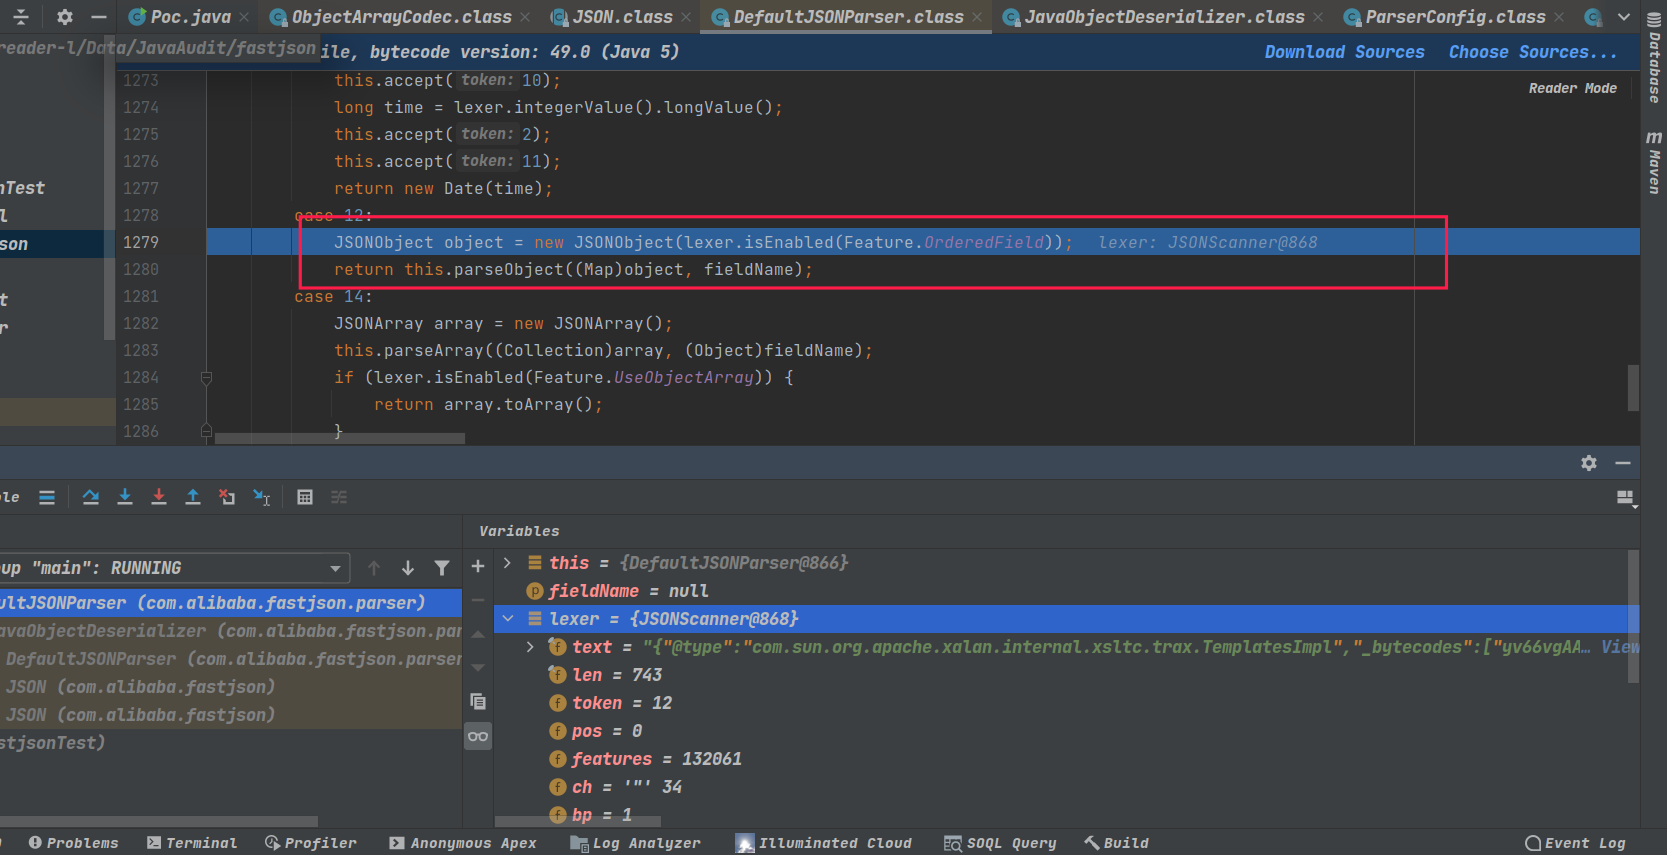 Poc.java ObjectArrayCodec.class JSON.class DefaultJSONParser.class JavaObjectDeserializer.class ParserConfig.class
reader-l/Data/JavaAudit/fastjson
ile, bytecode version: 49.0 (Java 5) Download Sources Choose Sources...
Reader Mode
1273 this.accept( token: 10);
1274 long time = lexer.integerValue().longValue();
1275 this.accept( token: 2);
1276 this.accept( token: 11);
1277 return new Date(time);
1278 case 12:
1279 JSONObject object = new JSONObject(lexer.isEnabled(Feature.OrderedField)); lexer: JSONScanner@868
1280 return this.parseObject((Map)object, fieldName);
1281 case 14:
1282 JSONArray array = new JSONArray();
1283 this.parseArray((Collection)array, (Object)fieldName);
1284 if (lexer.isEnabled(Feature.UseObjectArray)) {
1285 return array.toArray();
1286 }
nTest
l
son
t
r
Database
Maven
le
Variables
up "main": RUNNING
ultJSONParser (com.alibaba.fastjson.parser)
avaObjectDeserializer (com.alibaba.fastjson.par
DefaultJSONParser (com.alibaba.fastjson.parser
JSON (com.alibaba.fastjson)
JSON (com.alibaba.fastjson)
stjsonTest)
this = {DefaultJSONParser@866}
fieldName = null
lexer = {JSONScanner@868}
text = "{"@type":"com.sun.org.apache.xalan.internal.xsltc.trax.TemplatesImpl","_bytecodes":["yv66vgAA... View
len = 743
token = 12
pos = 0
features = 132061
ch = '"' 34
bp = 1
Problems Terminal Profiler Anonymous Apex Log Analyzer Illuminated Cloud SOQL Query Build Event Log